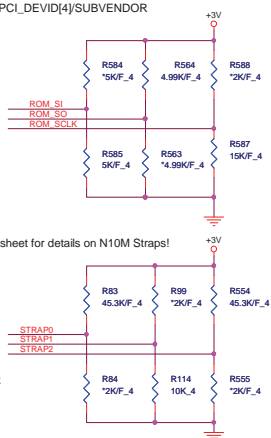 PCI_DEVID[4]/SUBVENDOR
+3V
R584
*5K/F_4
R564
4.99K/F_4
R588
*2K/F_4
ROM_SI
ROM_SO
ROM_SCLK
R585
5K/F_4
R563
*4.99K/F_4
R587
15K/F_4
sheet for details on N10M Straps!
+3V
R83
45.3K/F_4
R99
*2K/F_4
R554
45.3K/F_4
STRAP0
STRAP1
STRAP2
R84
*2K/F_4
R114
10K_4
R555
*2K/F_4